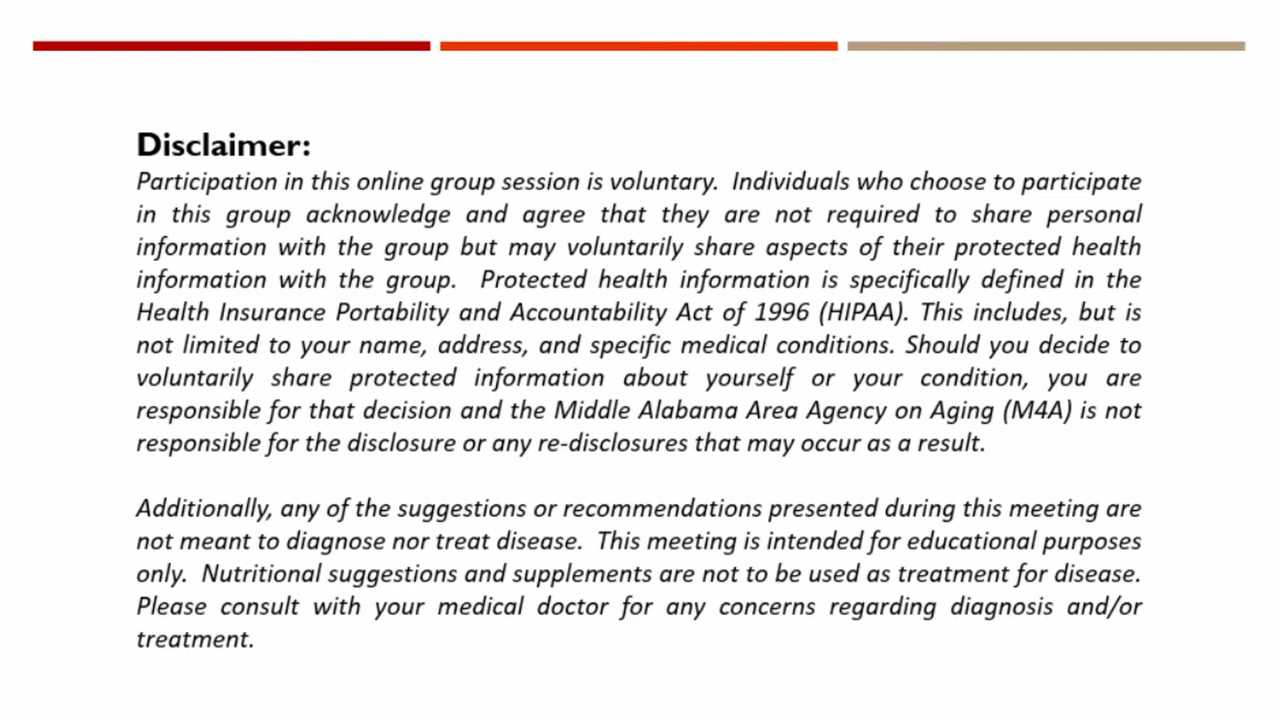 Disclaimer:
Participation in this online group session is voluntary.  Individuals who choose to participate
in this group acknowledge and agree that they are not required to share personal
information with the group but may voluntarily share aspects of their protected health
information with the group.  Protected health information is specifically defined in the
Health Insurance Portability and Accountability Act of 1996 (HIPAA). This includes, but is
not limited to your name, address, and specific medical conditions. Should you decide to
voluntarily share protected information about yourself or your condition, you are
responsible for that decision and the Middle Alabama Area Agency on Aging (M4A) is not
responsible for the disclosure or any re-disclosures that may occur as a result.
Additionally, any of the suggestions or recommendations presented during this meeting are
not meant to diagnose nor treat disease.  This meeting is intended for educational purposes
only.  Nutritional suggestions and supplements are not to be used as treatment for disease.
Please consult with your medical doctor for any concerns regarding diagnosis and/or
treatment.